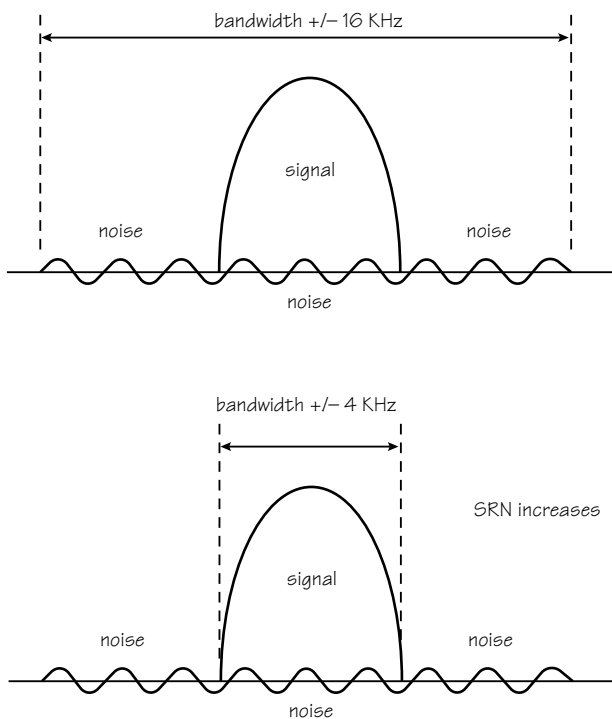 bandwidth +/– 16 KHz
signal
noise
noise
noise
bandwidth +/– 4 KHz
SRN increases
signal
noise
noise
noise